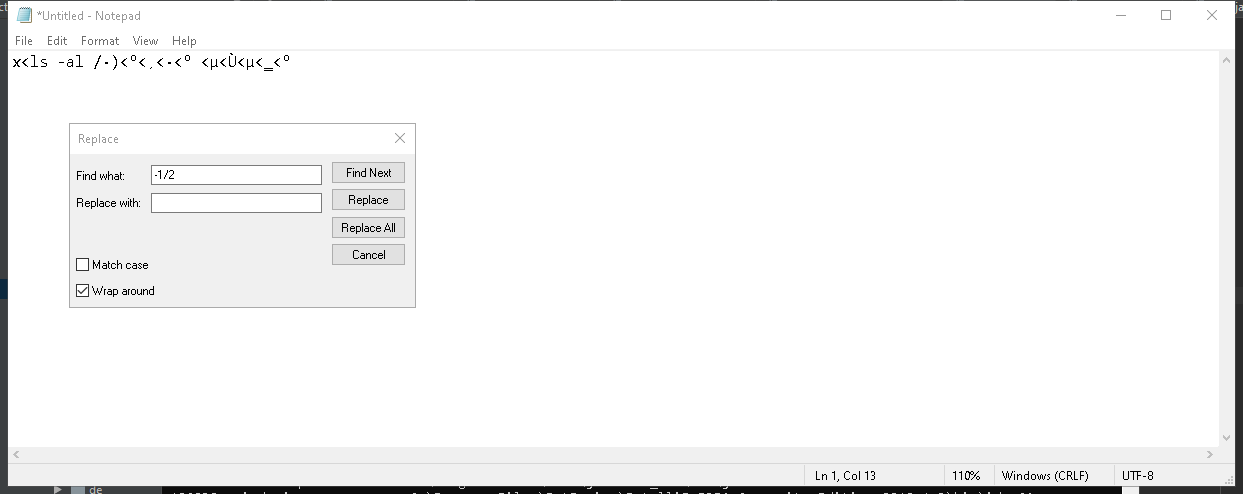 *Untitled - Notepad
File Edit Format View Help
x<ls -al /-)<º<¸<-<º <µ<Ù<µ<‗<º
Replace
Find what: -1/2 Find Next
Replace with: Replace
Replace All
Cancel
Match case
Wrap around
Ln 1, Col 13 110% Windows (CRLF) UTF-8
de